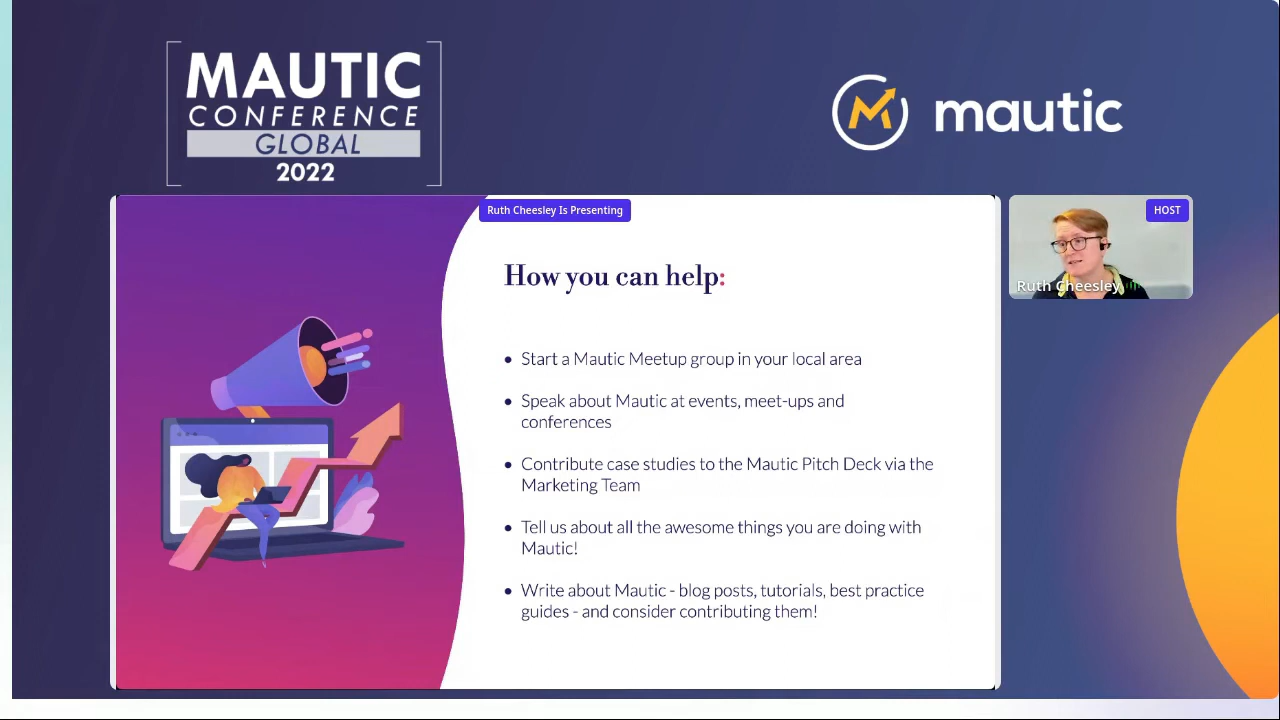 MAUTIC
CONFERENCE
GLOBAL
2022
mautic
Ruth Cheesley Is Presenting
HOST
Ruth Cheesley
How you can help:
• Start a Mautic Meetup group in your local area
• Speak about Mautic at events, meet-ups and
conferences
• Contribute case studies to the Mautic Pitch Deck via the
Marketing Team
• Tell us about all the awesome things you are doing with
Mautic!
• Write about Mautic - blog posts, tutorials, best practice
guides - and consider contributing them!